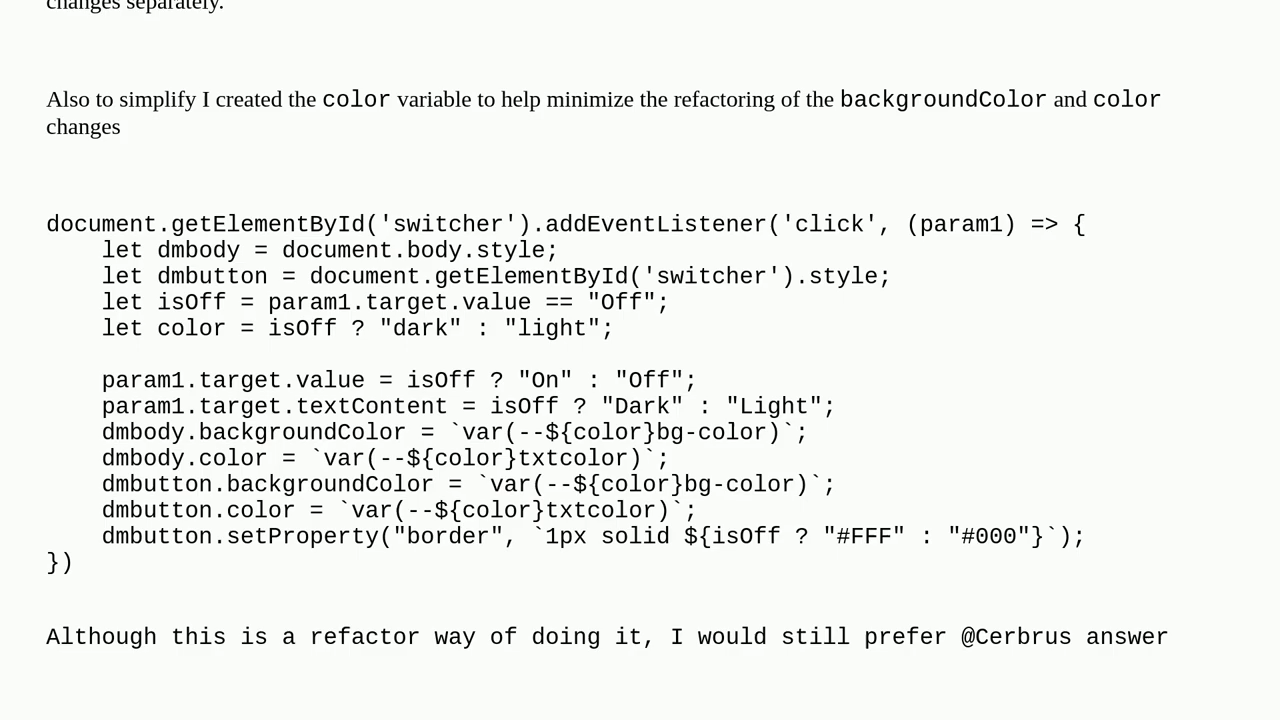 changes separately.
Also to simplify I created the color variable to help minimize the refactoring of the backgroundColor and color
changes
document.getElementById('switcher').addEventListener('click', (param1) => {
    let dmbody = document.body.style;
    let dmbutton = document.getElementById('switcher').style;
    let isOff = param1.target.value == "Off";
    let color = isOff ? "dark" : "light";

    param1.target.value = isOff ? "On" : "Off";
    param1.target.textContent = isOff ? "Dark" : "Light";
    dmbody.backgroundColor = `var(--${color}bg-color)`;
    dmbody.color = `var(--${color}txtcolor)`;
    dmbutton.backgroundColor = `var(--${color}bg-color)`;
    dmbutton.color = `var(--${color}txtcolor)`;
    dmbutton.setProperty("border", `1px solid ${isOff ? "#FFF" : "#000"}`);
})
Although this is a refactor way of doing it, I would still prefer @Cerbrus answer